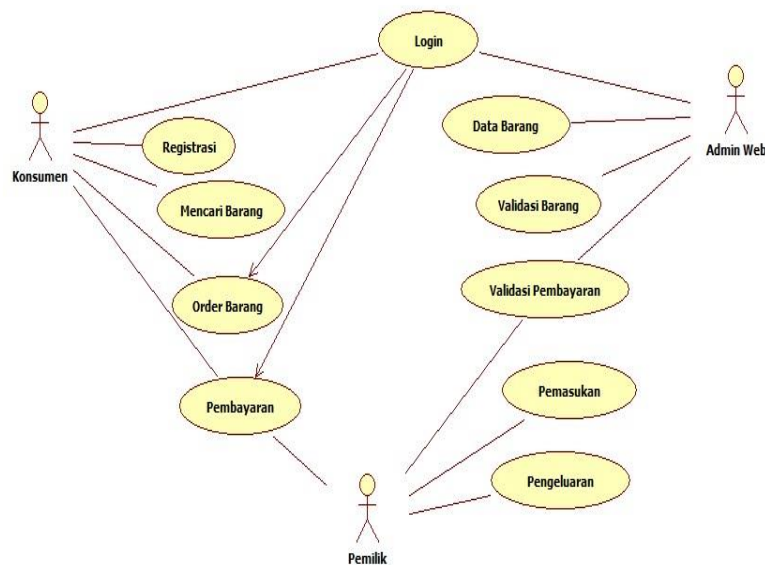 Login
Data Barang
Admin Web
Registrasi
Konsumen
Mencari Barang
Validasi Barang
Order Barang
Validasi Pembayaran
Pembayaran
Pemasukan
Pengeluaran
Pemilik